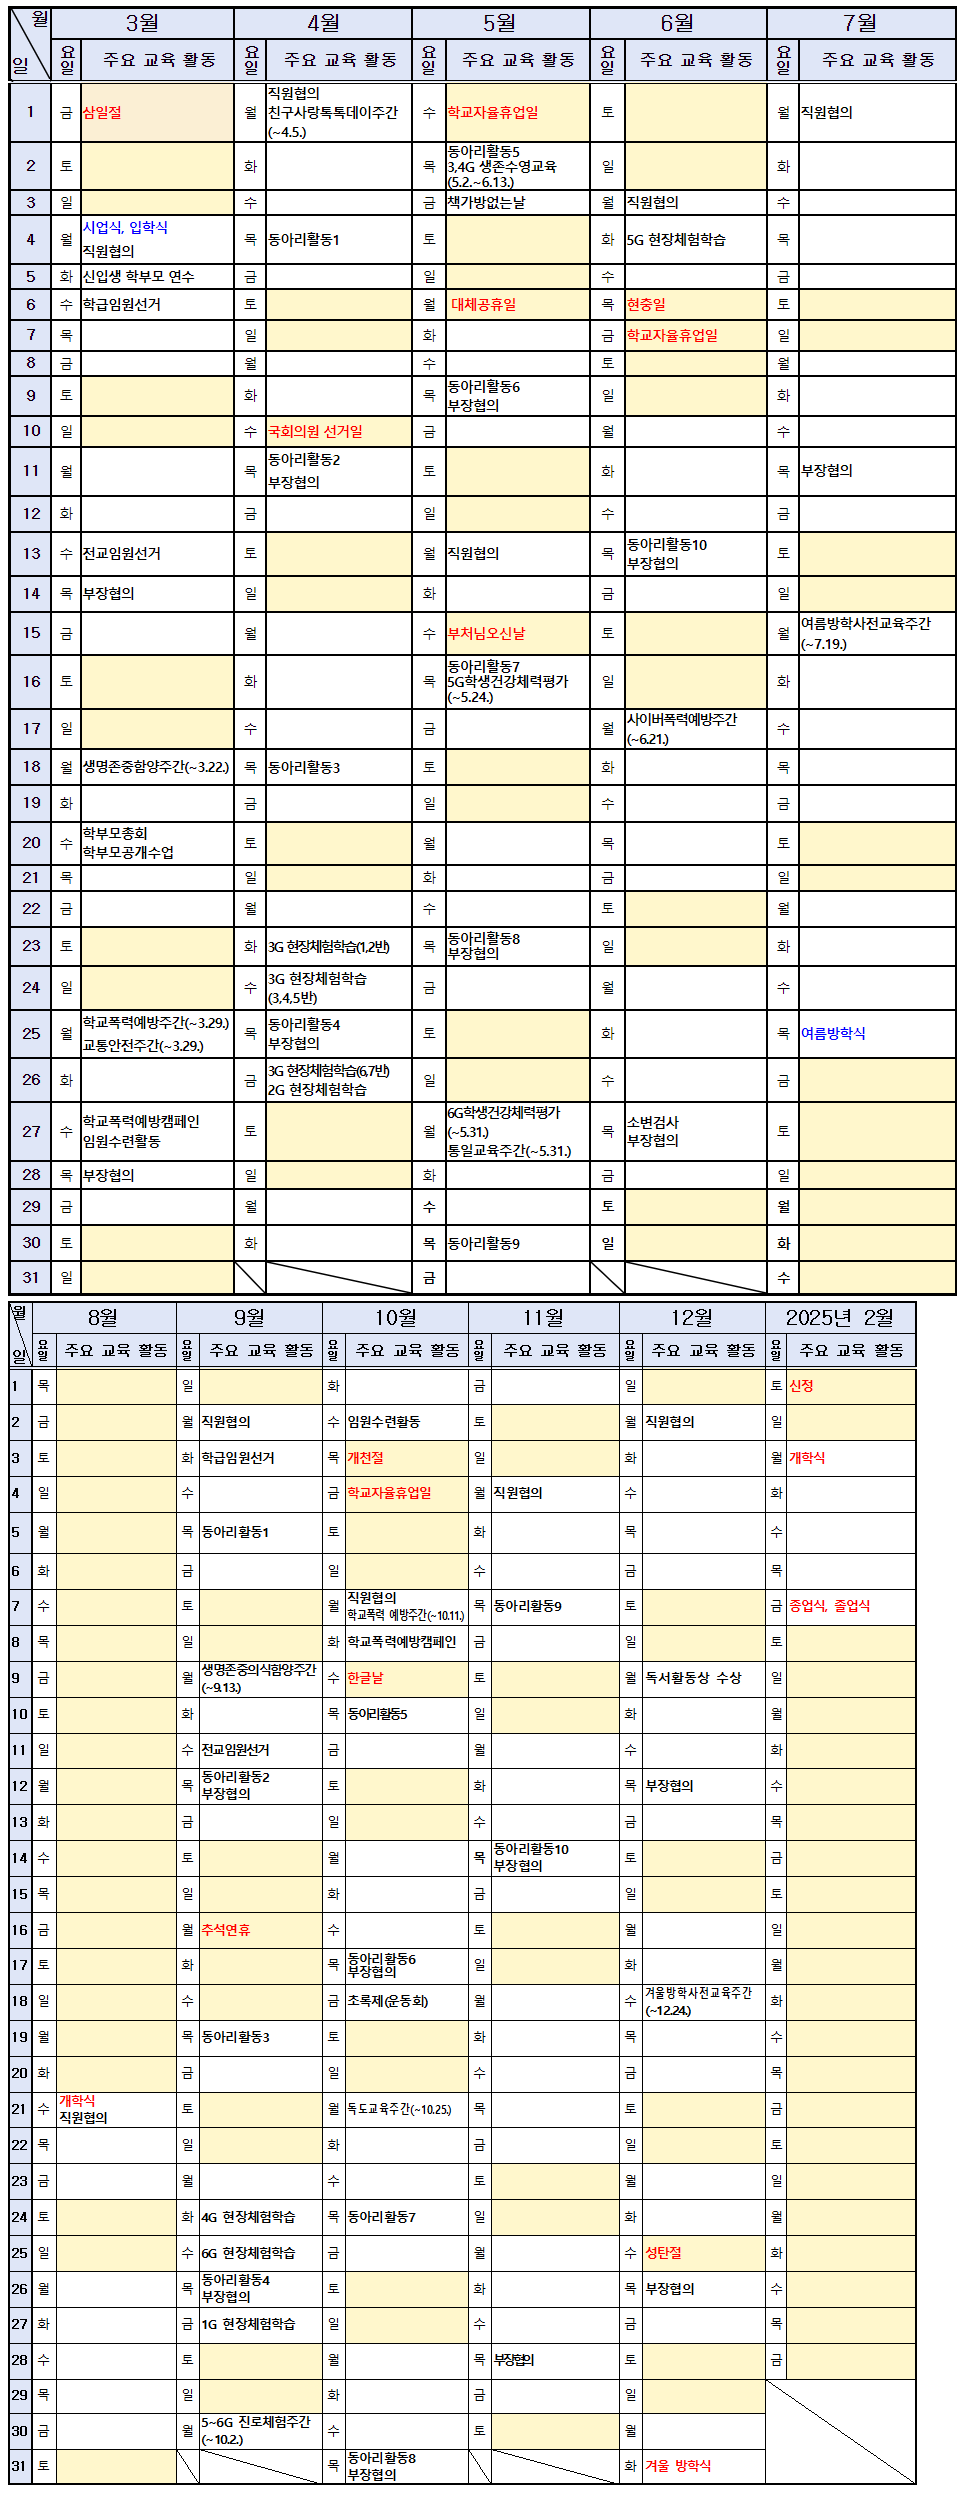 월 3월 4월 5월 6월 7월
일 요일 주요 교육 활동 요일 주요 교육 활동 요일 주요 교육 활동 요일 주요 교육 활동 요일 주요 교육 활동
1 금 삼일절 월 직원협의
친구사랑톡톡데이주간
(~4.5.) 수 학교자율휴업일 토 월 직원협의
2 토 화 목 동아리활동5
3,4G 생존수영교육
(5.2.~6.13.) 일 화
3 일 수 금 책가방없는날 월 직원협의 수
4 월 시업식, 입학식
직원협의 목 동아리활동1 토 화 5G 현장체험학습 목
5 화 신입생 학부모 연수 금 일 수 금
6 수 학급임원선거 토 월 대체공휴일 목 현충일 토
7 목 일 화 금 학교자율휴업일 일
8 금 월 수 토 월
9 토 화 목 동아리활동6
부장협의 일 화
10 일 수 국회의원 선거일 금 월 수
11 월 목 동아리활동2
부장협의 토 화 목 부장협의
12 화 금 일 수 금
13 수 전교임원선거 토 월 직원협의 목 동아리활동10
부장협의 토
14 목 부장협의 일 화 금 일
15 금 월 수 부처님오신날 토 월 여름방학사전교육주간
(~7.19.)
16 토 화 목 동아리활동7
5G학생건강체력평가
(~5.24.) 일 화
17 일 수 금 월 사이버폭력예방주간
(~6.21.) 수
18 월 생명존중함양주간(~3.22.) 목 동아리활동3 토 화 목
19 화 금 일 수 금
20 수 학부모총회
학부모공개수업 토 월 목 토
21 목 일 화 금 일
22 금 월 수 토 월
23 토 화 3G 현장체험학습(1,2반) 목 동아리활동8
부장협의 일 화
24 일 수 3G 현장체험학습
(3,4,5반) 금 월 수
25 월 학교폭력예방주간(~3.29.)
교통안전주간(~3.29.) 목 동아리활동4
부장협의 토 화 목 여름방학식
26 화 금 3G 현장체험학습(6,7반)
2G 현장체험학습 일 수 금
27 수 학교폭력예방캠페인
임원수련활동 토 월 6G학생건강체력평가
(~5.31.)
통일교육주간(~5.31.) 목 소변검사
부장협의 토
28 목 부장협의 일 화 금 일
29 금 월 수 토 월
30 토 화 목 동아리활동9 일 화
31 일 금 수
월 8월 9월 10월 11월 12월 2025년 2월
일 요일 주요 교육 활동 요일 주요 교육 활동 요일 주요 교육 활동 요일 주요 교육 활동 요일 주요 교육 활동 요일 주요 교육 활동
1 목 일 화 금 일 토 신정
2 금 월 직원협의 수 임원수련활동 토 월 직원협의 일
3 토 화 학급임원선거 목 개천절 일 화 월 개학식
4 일 수 금 학교자율휴업일 월 직원협의 수 화
5 월 목 동아리활동1 토 화 목 수
6 화 금 일 수 금 목
7 수 토 월 직원협의
학교폭력 예방주간(~10.11.) 목 동아리활동9 토 금 종업식, 졸업식
8 목 일 화 학교폭력예방캠페인 금 일 토
9 금 월 생명존중의식함양주간
(~9.13.) 수 한글날 토 월 독서활동상 수상 일
10 토 화 목 동아리활동5 일 화 월
11 일 수 전교임원선거 금 월 수 화
12 월 목 동아리활동2
부장협의 토 화 목 부장협의 수
13 화 금 일 수 금 목
14 수 토 월 목 동아리활동10
부장협의 토 금
15 목 일 화 금 일 토
16 금 월 추석연휴 수 토 월 일
17 토 화 목 동아리활동6
부장협의 일 화 월
18 일 수 금 초록제(운동회) 월 수 겨울방학사전교육주간
(~12.24.) 화
19 월 목 동아리활동3 토 화 목 수
20 화 금 일 수 금 목
21 수 개학식
직원협의 토 월 독도교육주간(~10.25.) 목 토 금
22 목 일 화 금 일 토
23 금 월 수 토 월 일
24 토 화 4G 현장체험학습 목 동아리활동7 일 화 월
25 일 수 6G 현장체험학습 금 월 수 성탄절 화
26 월 목 동아리활동4
부장협의 토 화 목 부장협의 수
27 화 금 1G 현장체험학습 일 수 금 목
28 수 토 월 목 부장협의 토 금
29 목 일 화 금 일
30 금 월 5~6G 진로체험주간
(~10.2.) 수 토 월
31 토 목 동아리활동8
부장협의 화 겨울 방학식